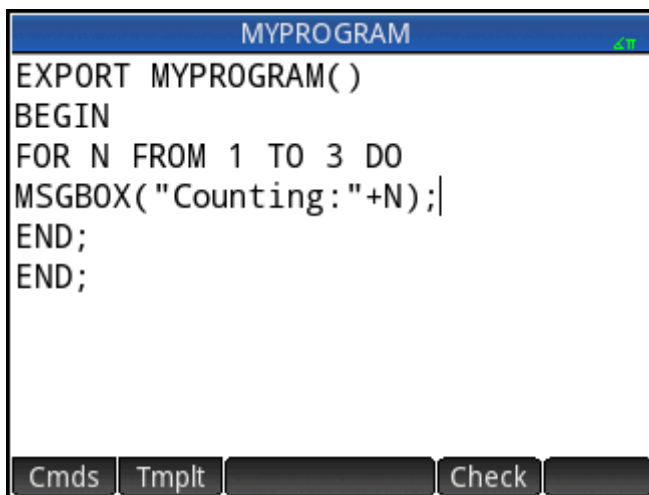 MYPROGRAM
∡π
EXPORT MYPROGRAM()
BEGIN
FOR N FROM 1 TO 3 DO
MSGBOX("Counting:"+N);
END;
END;
Cmds Tmplt Check